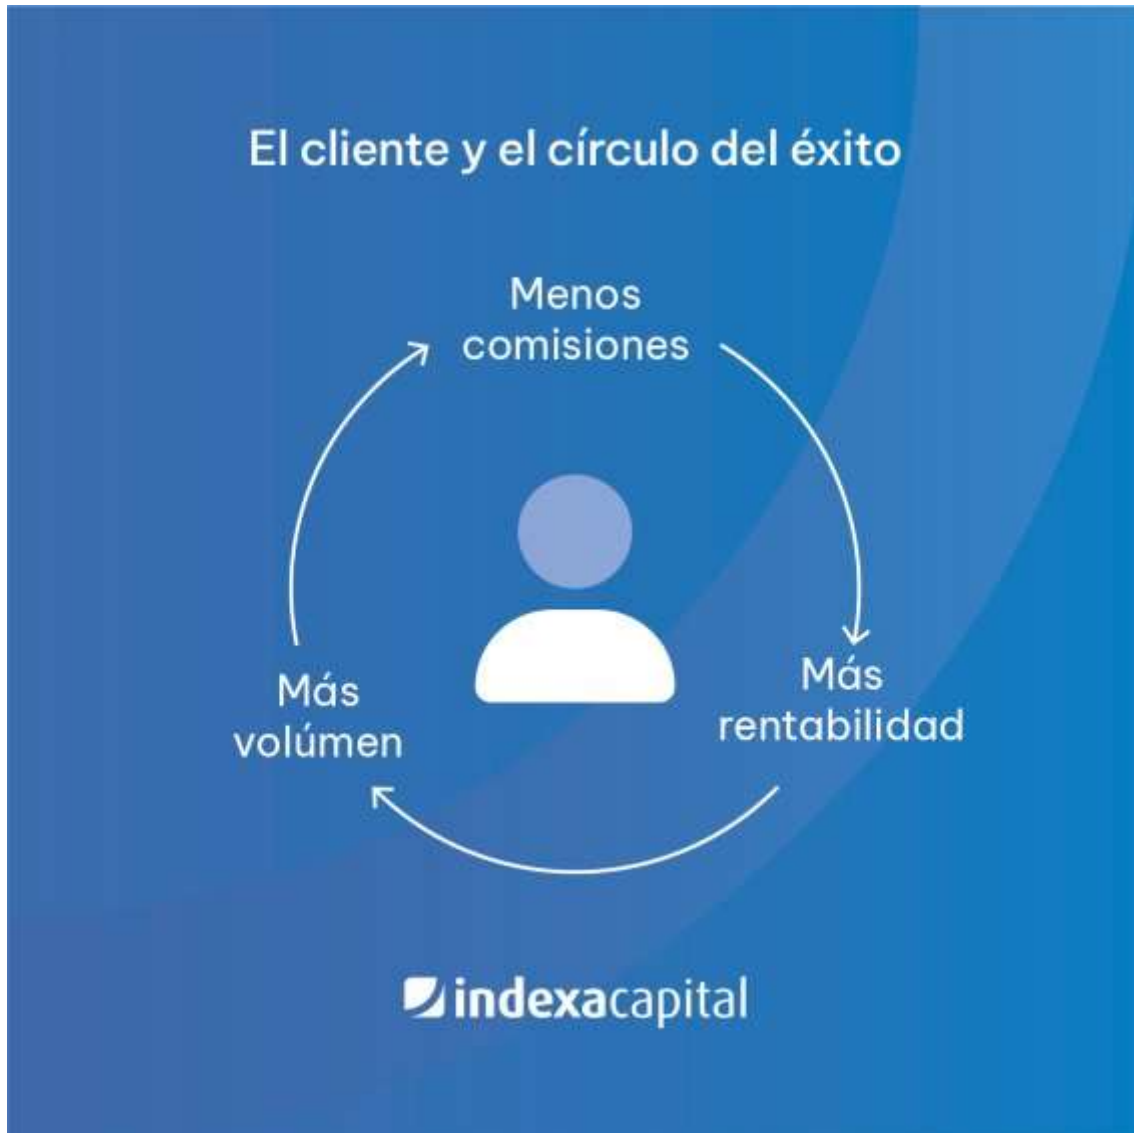 El cliente y el círculo del éxito
Menos
comisiones
Más
rentabilidad
Más
volúmen
indexacapital